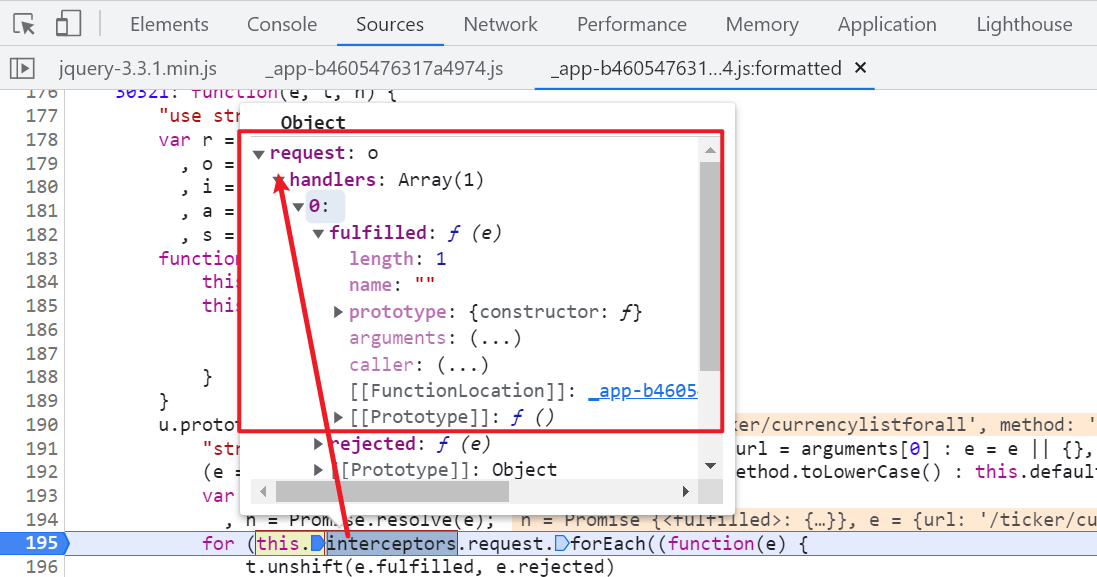 Elements Console Sources Network Performance Memory Application Lighthouse
jquery-3.3.1.min.js _app-b4605476317a4974.js _app-b460547631...4.js:formatted ×
176 30321: function(e, t, n) {
177 "use str
178 var r =
179 , o =
180 , i =
181 , a =
182 , s =
183 function
184 this
185 this
186
187
188 }
189 }
190 u.protot ker/currencylistforall', method: '
191 "str url = arguments[0] : e = e || {},
192 (e = method.toLowerCase() : this.default
193 var
194 , n = Promise.resolve(e); n = Promise {<fulfilled>: {…}}, e = {url: '/ticker/cu
195 for (this.interceptors.request.forEach((function(e) {
196 t.unshift(e.fulfilled, e.rejected)
Object
▼request: o
▼handlers: Array(1)
▼0:
▼fulfilled: ƒ (e)
length: 1
name: ""
▶prototype: {constructor: ƒ}
arguments: (...)
caller: (...)
[[FunctionLocation]]: _app-b4605
▶[[Prototype]]: ƒ ()
▶rejected: ƒ (e)
▶[[Prototype]]: Object